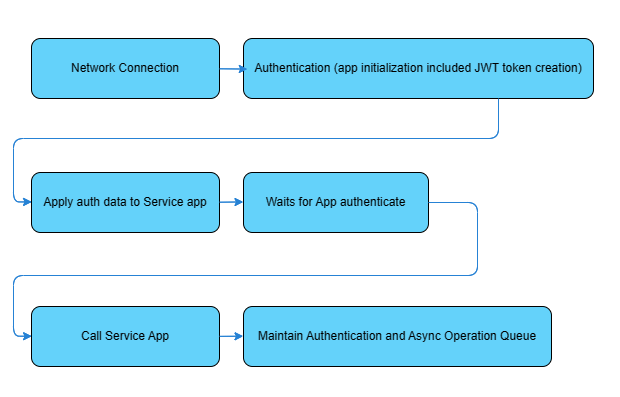 Network Connection
Authentication (app initialization included JWT token creation)
Apply auth data to Service app
Waits for App authenticate
Call Service App
Maintain Authentication and Async Operation Queue